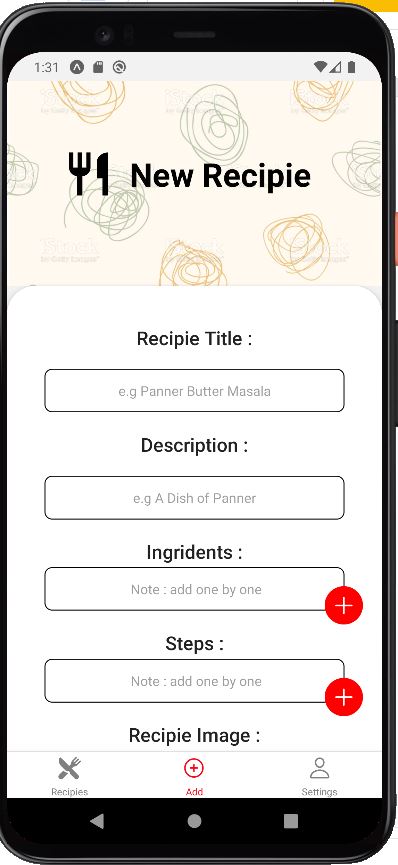 1:31
iStock
by Getty Images
New Recipie
Recipie Title :
e.g Panner Butter Masala
Description :
e.g A Dish of Panner
Ingridents :
Note : add one by one
Steps :
Note : add one by one
Recipie Image :
Recipies
Add
Settings